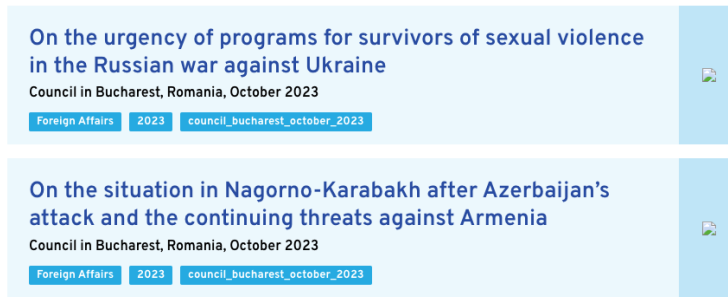 On the urgency of programs for survivors of sexual violence
in the Russian war against Ukraine
Council in Bucharest, Romania, October 2023
Foreign Affairs 2023 council_bucharest_october_2023
On the situation in Nagorno-Karabakh after Azerbaijan’s
attack and the continuing threats against Armenia
Council in Bucharest, Romania, October 2023
Foreign Affairs 2023 council_bucharest_october_2023